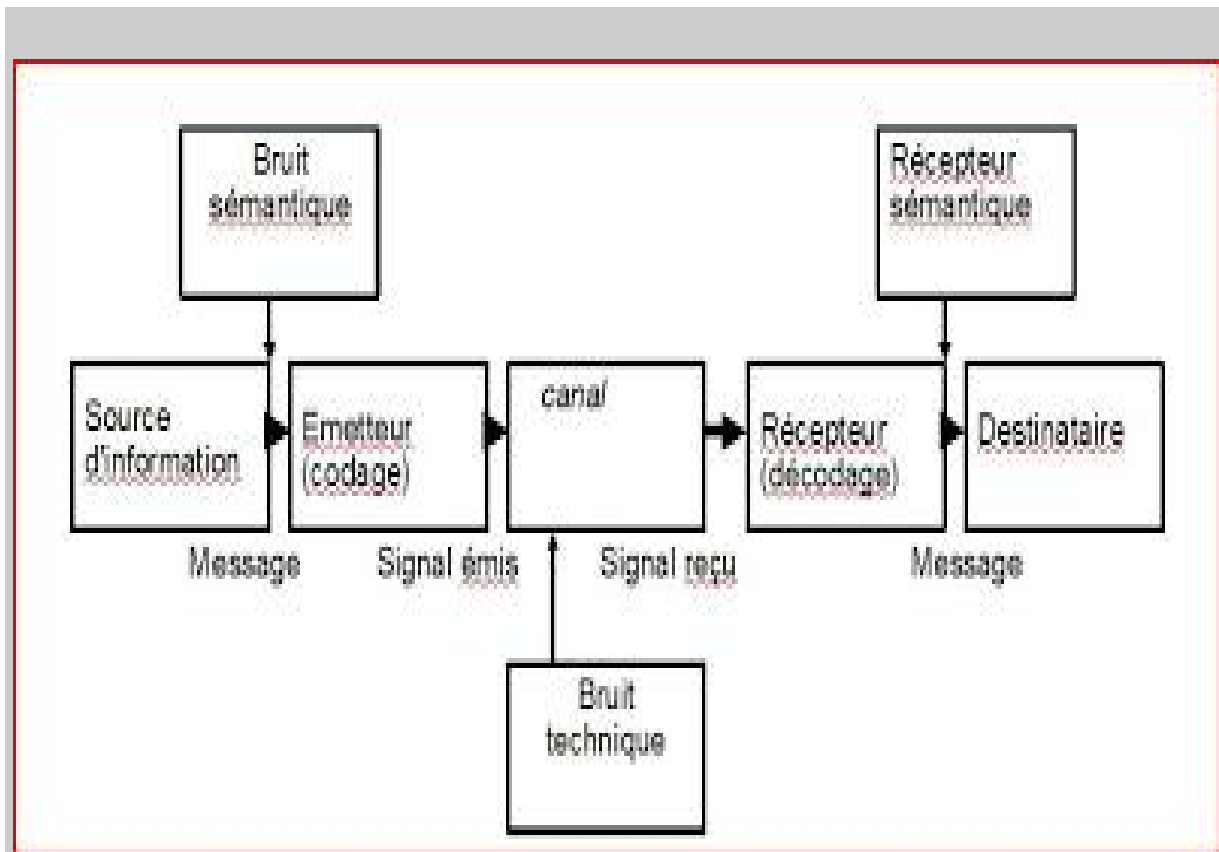 Bruit
sémantique
Récepteur
sémantique
Source
d'information
Emetteur
(codage)
canal
Récepteur
(décodage)
Destinataire
Message
Signal émis
Signal reçu
Message
Bruit
technique